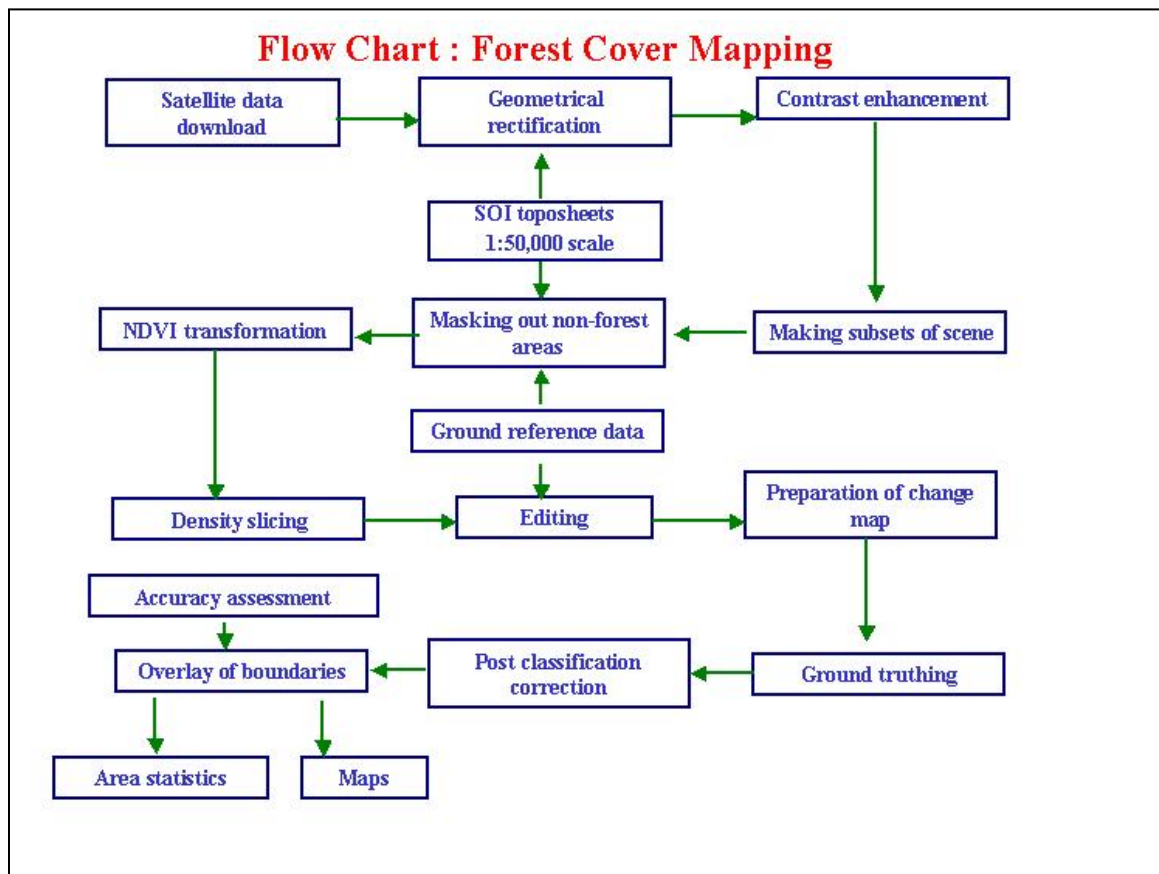 Flow Chart : Forest Cover Mapping
Satellite data
download
Geometrical
rectification
Contrast enhancement
SOI toposheets
1:50,000 scale
NDVI transformation
Masking out non-forest
areas
Making subsets of scene
Ground reference data
Density slicing
Editing
Preparation of change
map
Accuracy assessment
Overlay of boundaries
Post classification
correction
Ground truthing
Area statistics
Maps